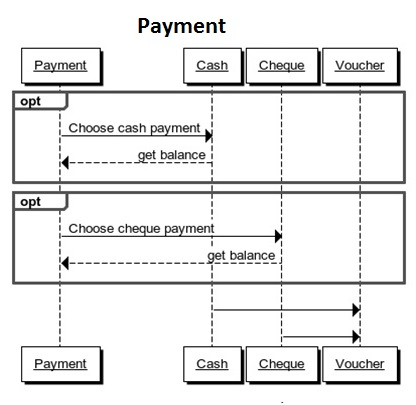 Payment
Payment Cash Cheque Voucher
opt
Choose cash payment
get balance
opt
Choose cheque payment
get balance
Payment Cash Cheque Voucher